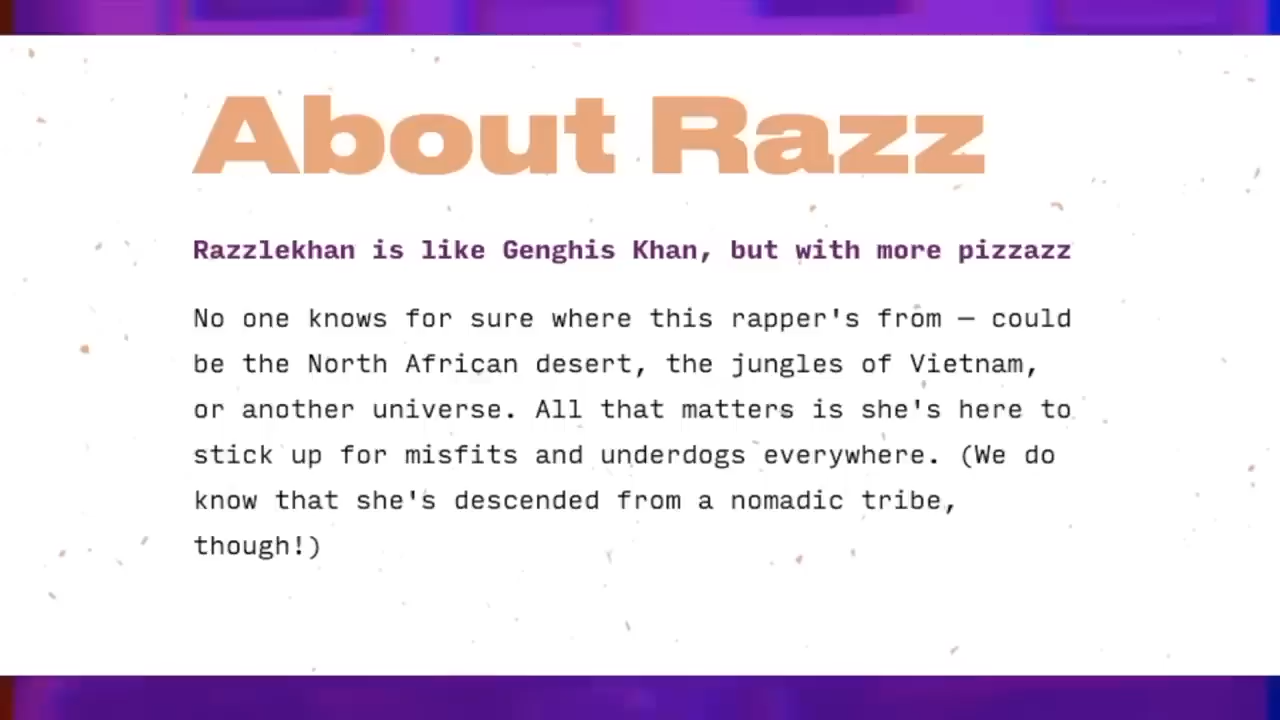 About Razz
Razzlekhan is like Genghis Khan, but with more pizzazz
No one knows for sure where this rapper's from — could
be the North African desert, the jungles of Vietnam,
or another universe. All that matters is she's here to
stick up for misfits and underdogs everywhere. (We do
know that she's descended from a nomadic tribe,
though!)